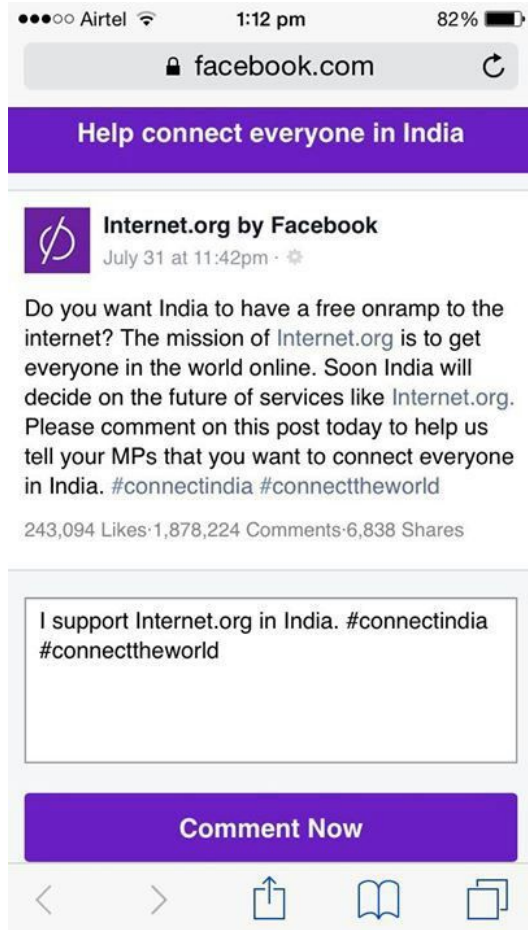 Airtel 1:12 pm 82%
facebook.com
Help connect everyone in India
Internet.org by Facebook
July 31 at 11:42pm ·
Do you want India to have a free onramp to the
internet? The mission of Internet.org is to get
everyone in the world online. Soon India will
decide on the future of services like Internet.org.
Please comment on this post today to help us
tell your MPs that you want to connect everyone
in India. #connectindia #connecttheworld
243,094 Likes·1,878,224 Comments·6,838 Shares
I support Internet.org in India. #connectindia
#connecttheworld
Comment Now